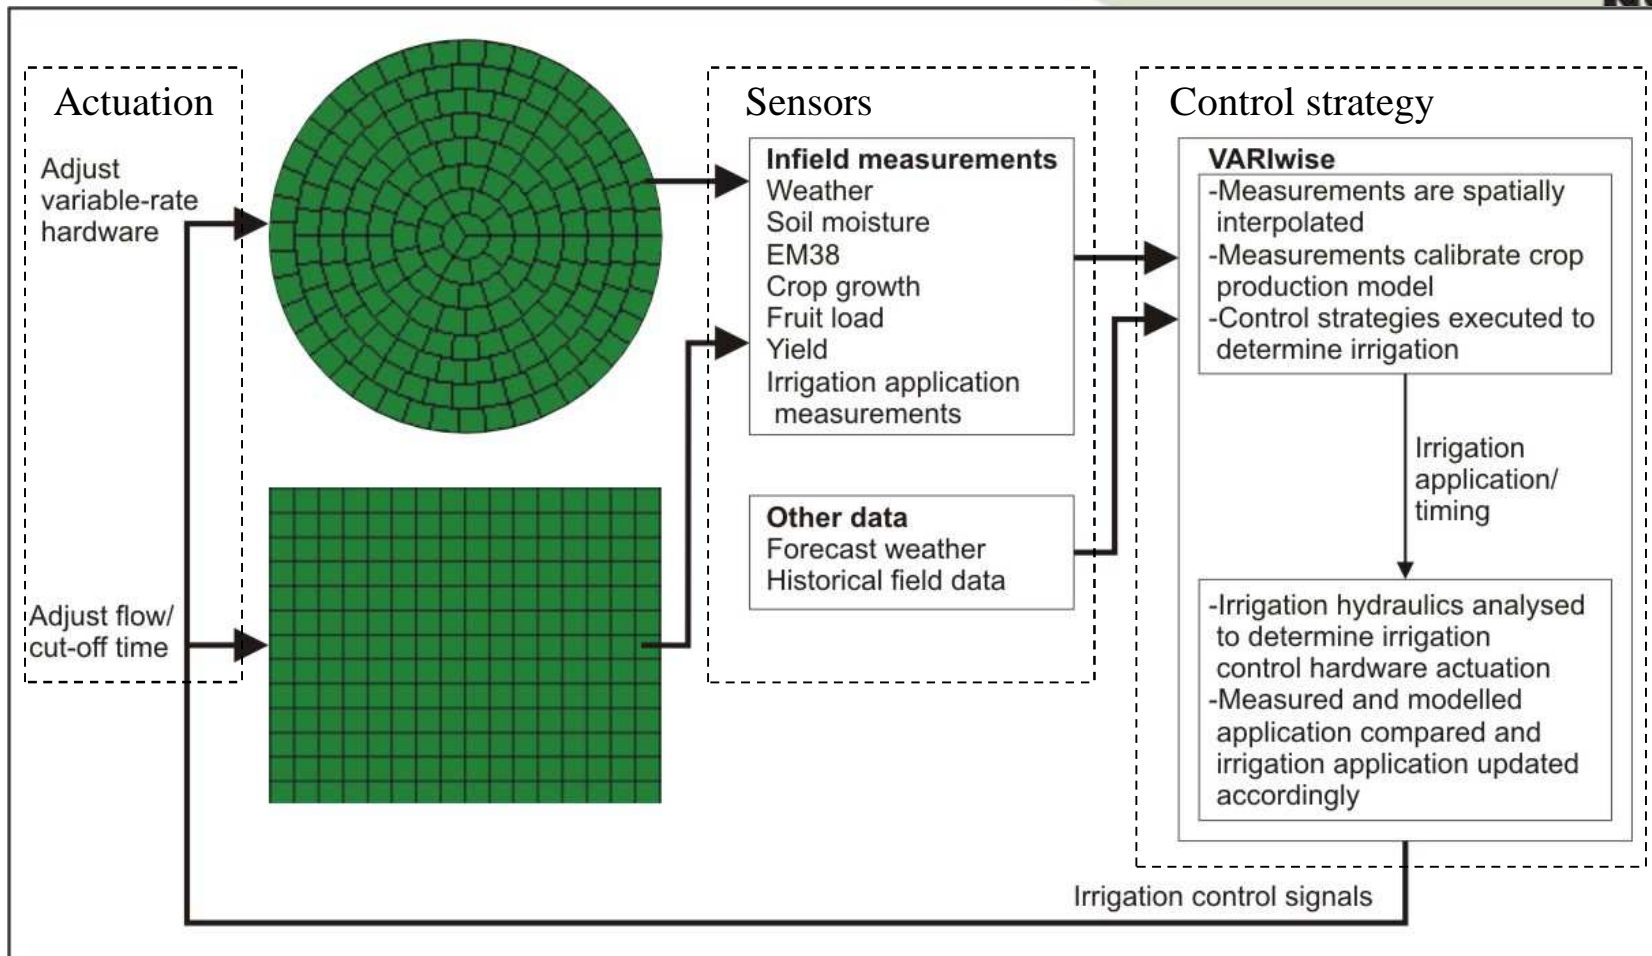 Actuation
Adjust
variable-rate
hardware
Adjust flow/
cut-off time
Sensors
Infield measurements
Weather
Soil moisture
EM38
Crop growth
Fruit load
Yield
Irrigation application
measurements
Other data
Forecast weather
Historical field data
Control strategy
VARIwise
-Measurements are spatially
interpolated
-Measurements calibrate crop
production model
-Control strategies executed to
determine irrigation
Irrigation
application/
timing
-Irrigation hydraulics analysed
to determine irrigation
control hardware actuation
-Measured and modelled
application compared and
irrigation application updated
accordingly
Irrigation control signals